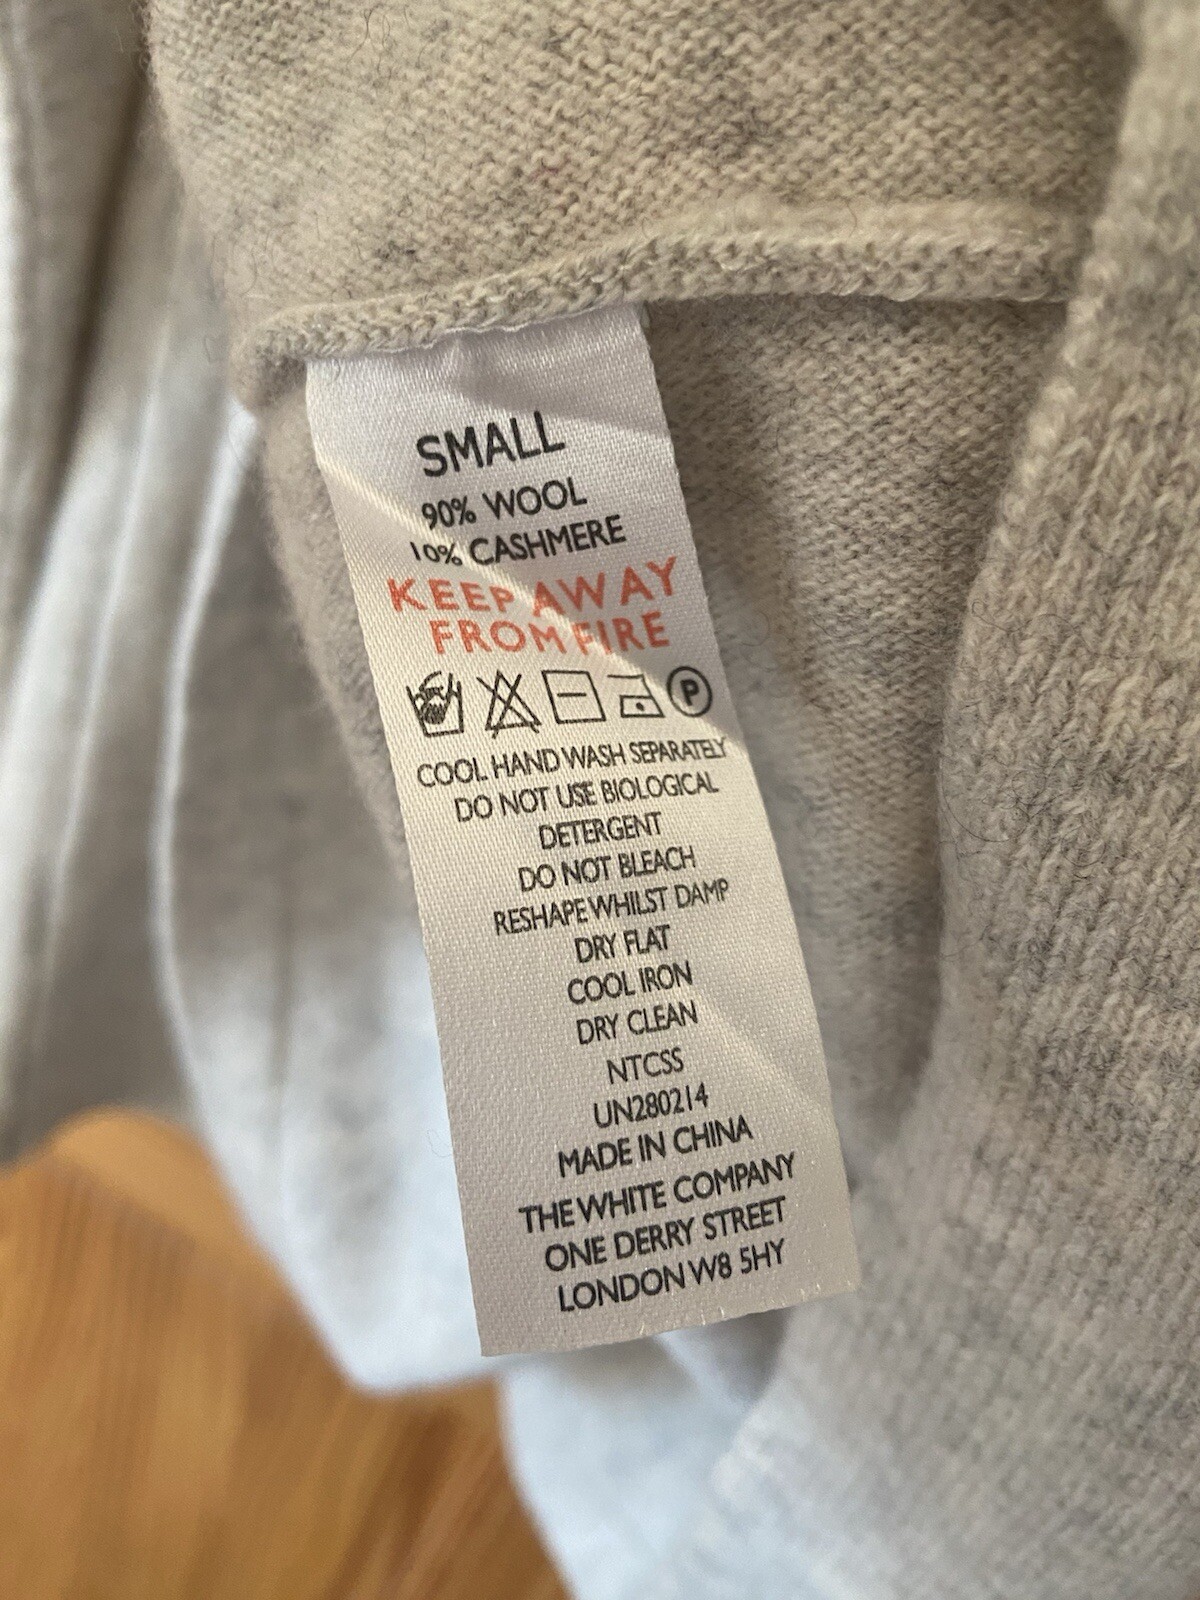 SMALL
90% WOOL
10% CASHMERE
KEEP AWAY
FROM FIRE
P
COOL HAND WASH SEPARATELY
DO NOT USE BIOLOGICAL
DETERGENT
DO NOT BLEACH
RESHAPE WHILST DAMP
DRY FLAT
COOL IRON
DRY CLEAN
NTCSS
UN280214
MADE IN CHINA
THE WHITE COMPANY
ONE DERRY STREET
LONDON W8 5HY